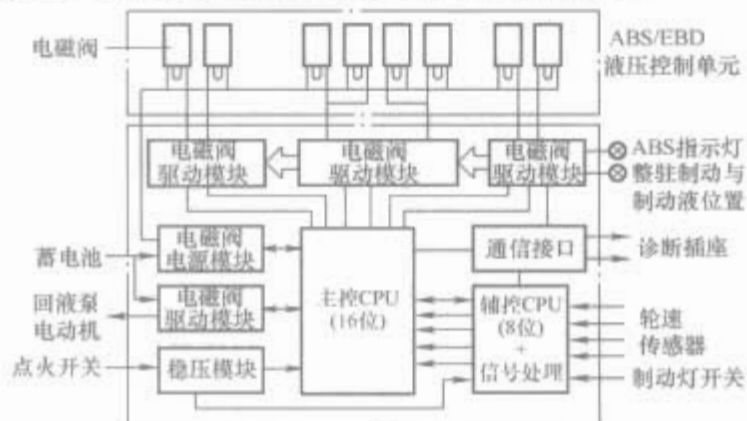 电磁阀
ABS/EBD
液压控制单元
电磁阀
驱动模块
电磁阀
驱动模块
电磁阀
驱动模块
ABS指示灯
整驻制动与
制动液位置
蓄电池
电磁阀
电源模块
通信接口
诊断插座
回液泵
电动机
电磁阀
驱动模块
主控CPU
(16位)
辅控CPU
(8位)
+
信号处理
轮速
传感器
点火开关
稳压模块
制动灯开关